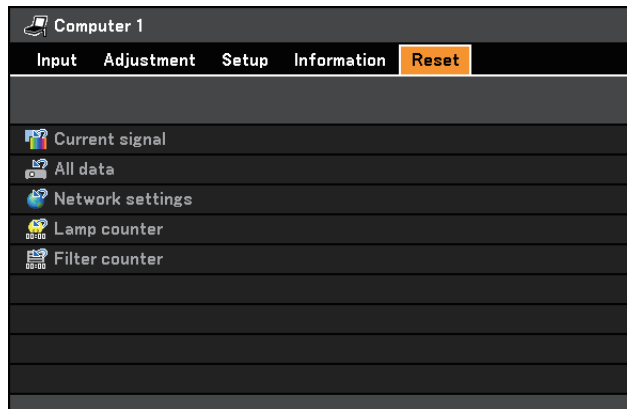 Computer 1
Input Adjustment Setup Information Reset
Current signal
All data
Network settings
Lamp counter
Filter counter